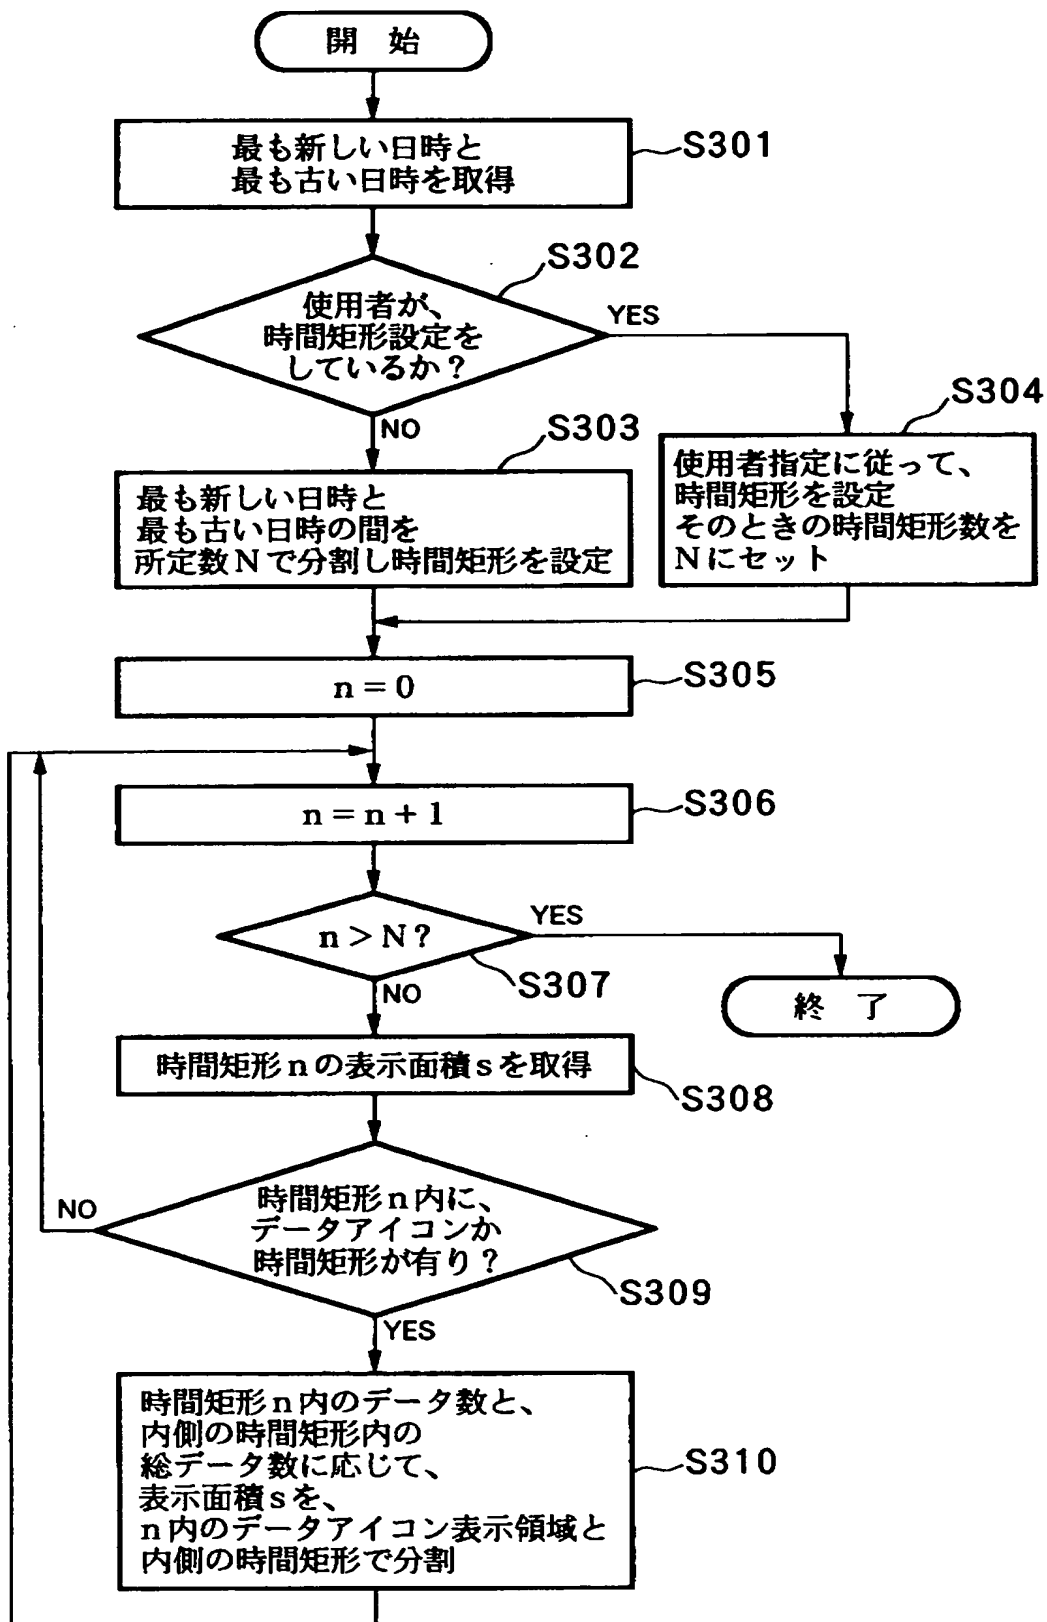 開 始
最も新しい日時と
最も古い日時を取得
S301
S302
使用者が、
時間矩形設定を
しているか？
YES
NO
S303
最も新しい日時と
最も古い日時の間を
所定数Nで分割し時間矩形を設定
S304
使用者指定に従って、
時間矩形を設定
そのときの時間矩形数を
Nにセット
n = 0
S305
n = n + 1
S306
n > N ?
YES
S307
NO
終 了
時間矩形nの表示面積sを取得
S308
時間矩形n内に、
データアイコンか
時間矩形が有り？
NO
S309
YES
時間矩形n内のデータ数と、
内側の時間矩形内の
総データ数に応じて、
表示面積sを、
n内のデータアイコン表示領域と
内側の時間矩形で分割
S310